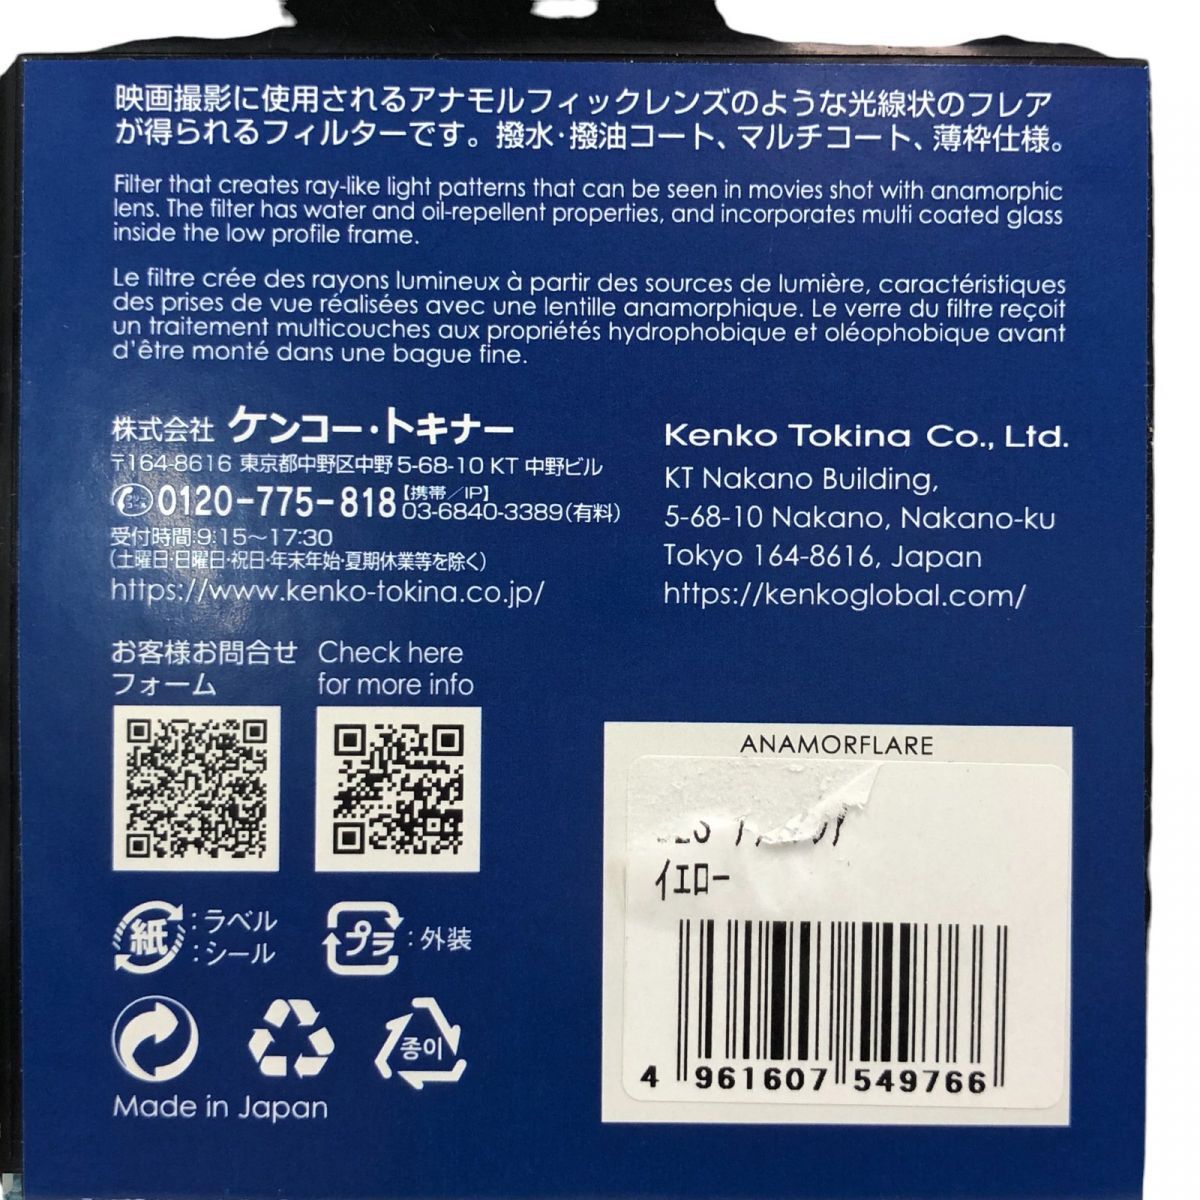 映画撮影に使用されるアナモルフィックレンズのような光線状のフレア
が得られるフィルターです。撥水・撥油コート、マルチコート、薄枠仕様。
Filter that creates ray-like light patterns that can be seen in movies shot with anamorphic
lens. The filter has water and oil-repellent properties, and incorporates multi coated glass
inside the low profile frame.
Le filtre crée des rayons lumineux à partir des sources de lumière, caractéristiques
des prises de vue réalisées avec une lentille anamorphique. Le verre du filtre reçoit
un traitement multicouches aux propriétés hydrophobique et oléophobique avant
d'être monté dans une bague fine.
株式会社 ケンコー・トキナー
〒164-8616 東京都中野区中野5-68-10 KT 中野ビル
フリーコール 0120-775-818【携帯/IP】
03-6840-3389(有料)
受付時間:9:15～17:30
(土曜日・日曜日・祝日・年末年始・夏期休業等を除く)
https://www.kenko-tokina.co.jp/
Kenko Tokina Co., Ltd.
KT Nakano Building,
5-68-10 Nakano, Nakano-ku
Tokyo 164-8616, Japan
https://kenkoglobal.com/
お客様お問合せ
フォーム
Check here
for more info
紙:ラベル
:シール
プラ:外装
종이
Made in Japan
ANAMORFLARE
イエロー
4 961607 549766